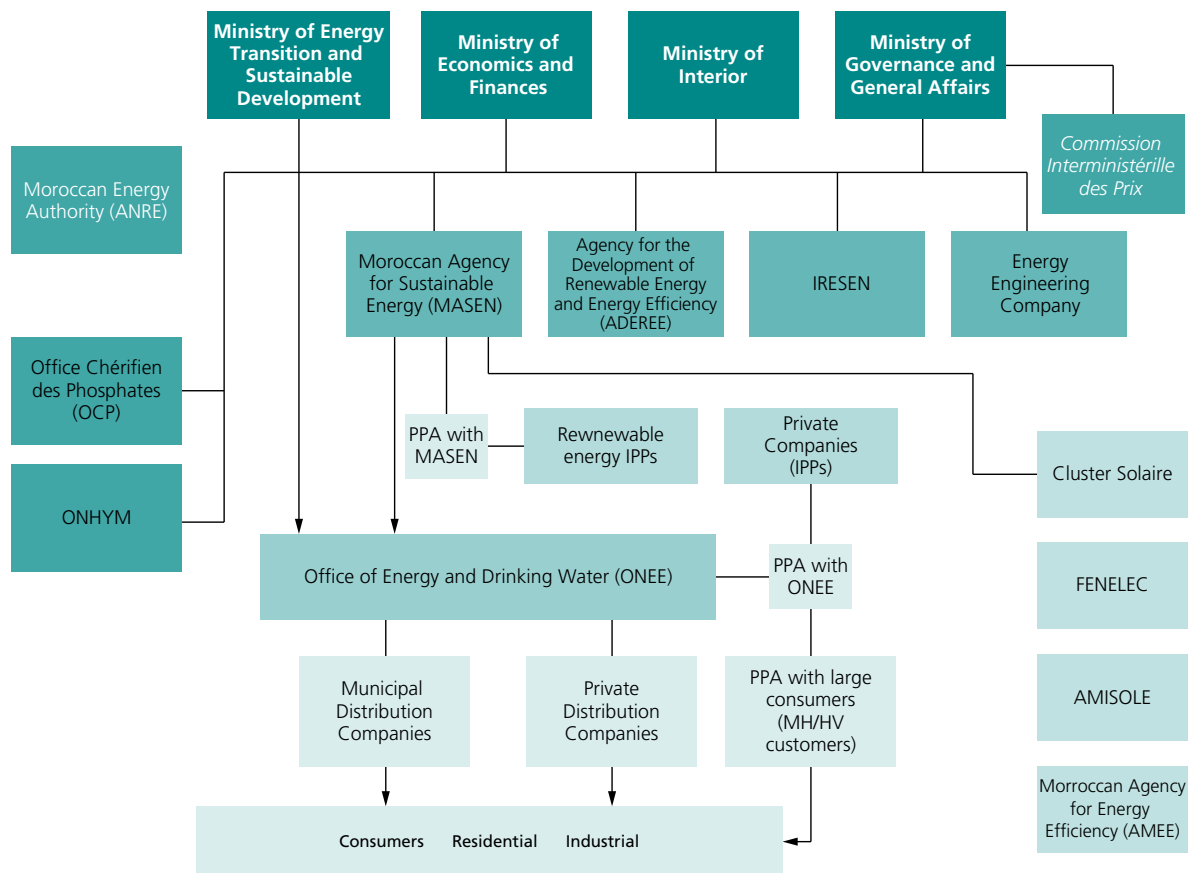 Ministry of Energy
Transition and
Sustainable
Development
Ministry of
Economics and
Finances
Ministry of
Interior
Ministry of
Governance and
General Affairs
Commission
Interministérille
des Prix
Moroccan Energy
Authority (ANRE)
Moroccan Agency
for Sustainable
Energy (MASEN)
Agency for the
Development of
Renewable Energy
and Energy Efficiency
(ADEREE)
IRESEN
Energy
Engineering
Company
Office Chérifien
des Phosphates
(OCP)
PPA with
MASEN
Rewnewable
energy IPPs
Private
Companies
(IPPs)
Cluster Solaire
ONHYM
Office of Energy and Drinking Water (ONEE)
PPA with
ONEE
FENELEC
Municipal
Distribution
Companies
Private
Distribution
Companies
PPA with large
consumers
(MH/HV
customers)
AMISOLE
Morroccan Agency
for Energy
Efficiency (AMEE)
Consumers Residential Industrial